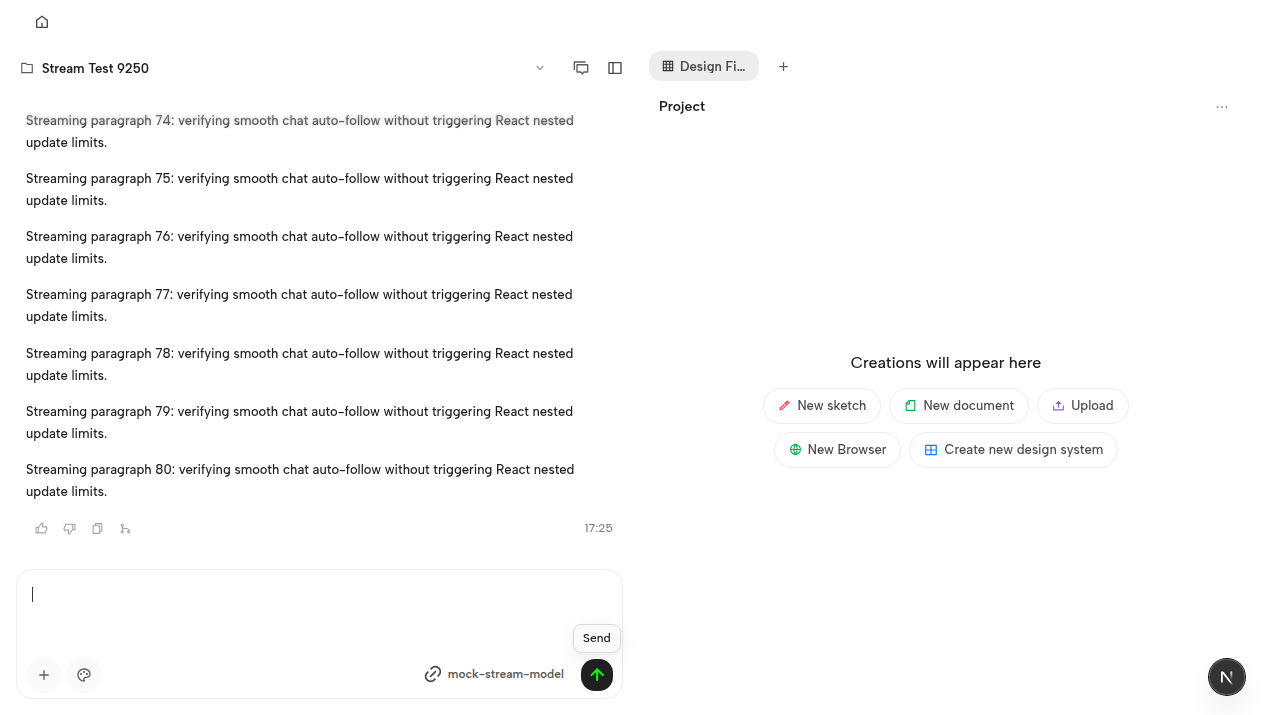 Stream Test 9250
Streaming paragraph 74: verifying smooth chat auto-follow without triggering React nested
update limits.
Streaming paragraph 75: verifying smooth chat auto-follow without triggering React nested
update limits.
Streaming paragraph 76: verifying smooth chat auto-follow without triggering React nested
update limits.
Streaming paragraph 77: verifying smooth chat auto-follow without triggering React nested
update limits.
Streaming paragraph 78: verifying smooth chat auto-follow without triggering React nested
update limits.
Streaming paragraph 79: verifying smooth chat auto-follow without triggering React nested
update limits.
Streaming paragraph 80: verifying smooth chat auto-follow without triggering React nested
update limits.
17:25
Send
mock-stream-model
Design Fi...
Project
Creations will appear here
New sketch
New document
Upload
New Browser
Create new design system
N